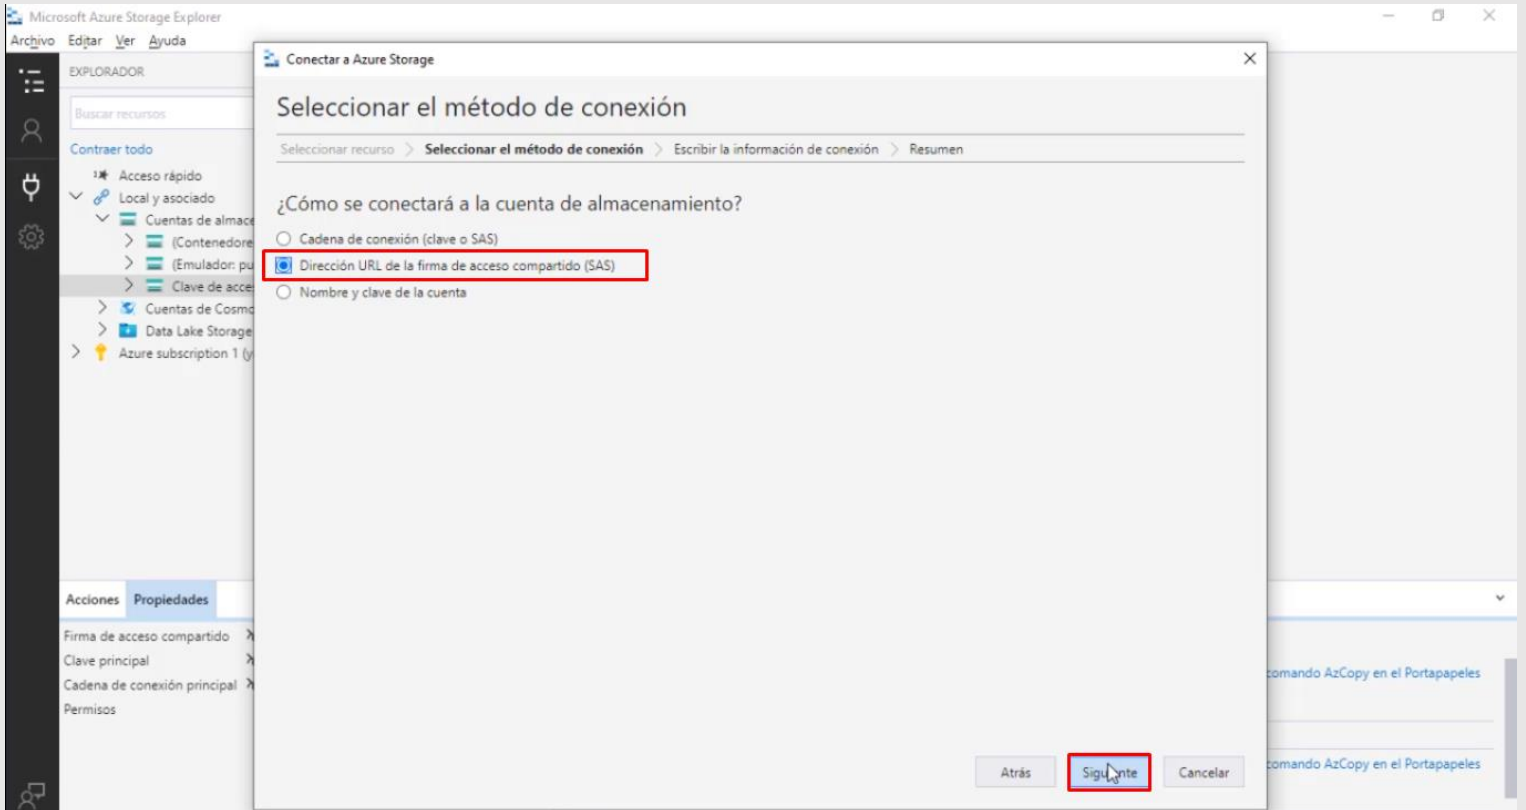 Microsoft Azure Storage Explorer
Archivo Editar Ver Ayuda
EXPLORADOR
Buscar recursos
Contraer todo
Acceso rápido
Local y asociado
Cuentas de almace
(Contenedore
(Emulador: pu
Clave de acce
Cuentas de Cosmo
Data Lake Storage
Azure subscription 1 (y
Conectar a Azure Storage
Seleccionar el método de conexión
Seleccionar recurso > Seleccionar el método de conexión > Escribir la información de conexión > Resumen
¿Cómo se conectará a la cuenta de almacenamiento?
Cadena de conexión (clave o SAS)
Dirección URL de la firma de acceso compartido (SAS)
Nombre y clave de la cuenta
Atrás Siguiente Cancelar
Acciones Propiedades
Firma de acceso compartido
Clave principal
Cadena de conexión principal
Permisos
comando AzCopy en el Portapapeles
comando AzCopy en el Portapapeles